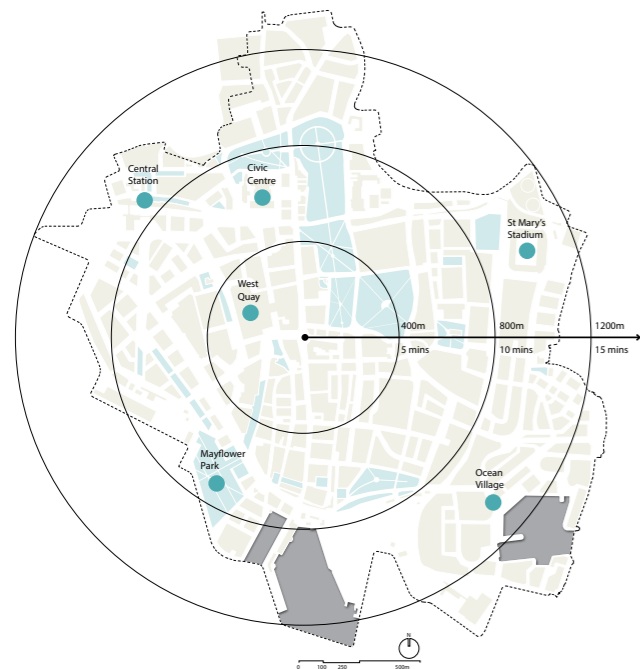 Central
Station
Civic
Centre
St Mary's
Stadium
West
Quay
400m
800m
1200m
5 mins
10 mins
15 mins
Mayflower
Park
Ocean
Village
N
0 100 250 500m